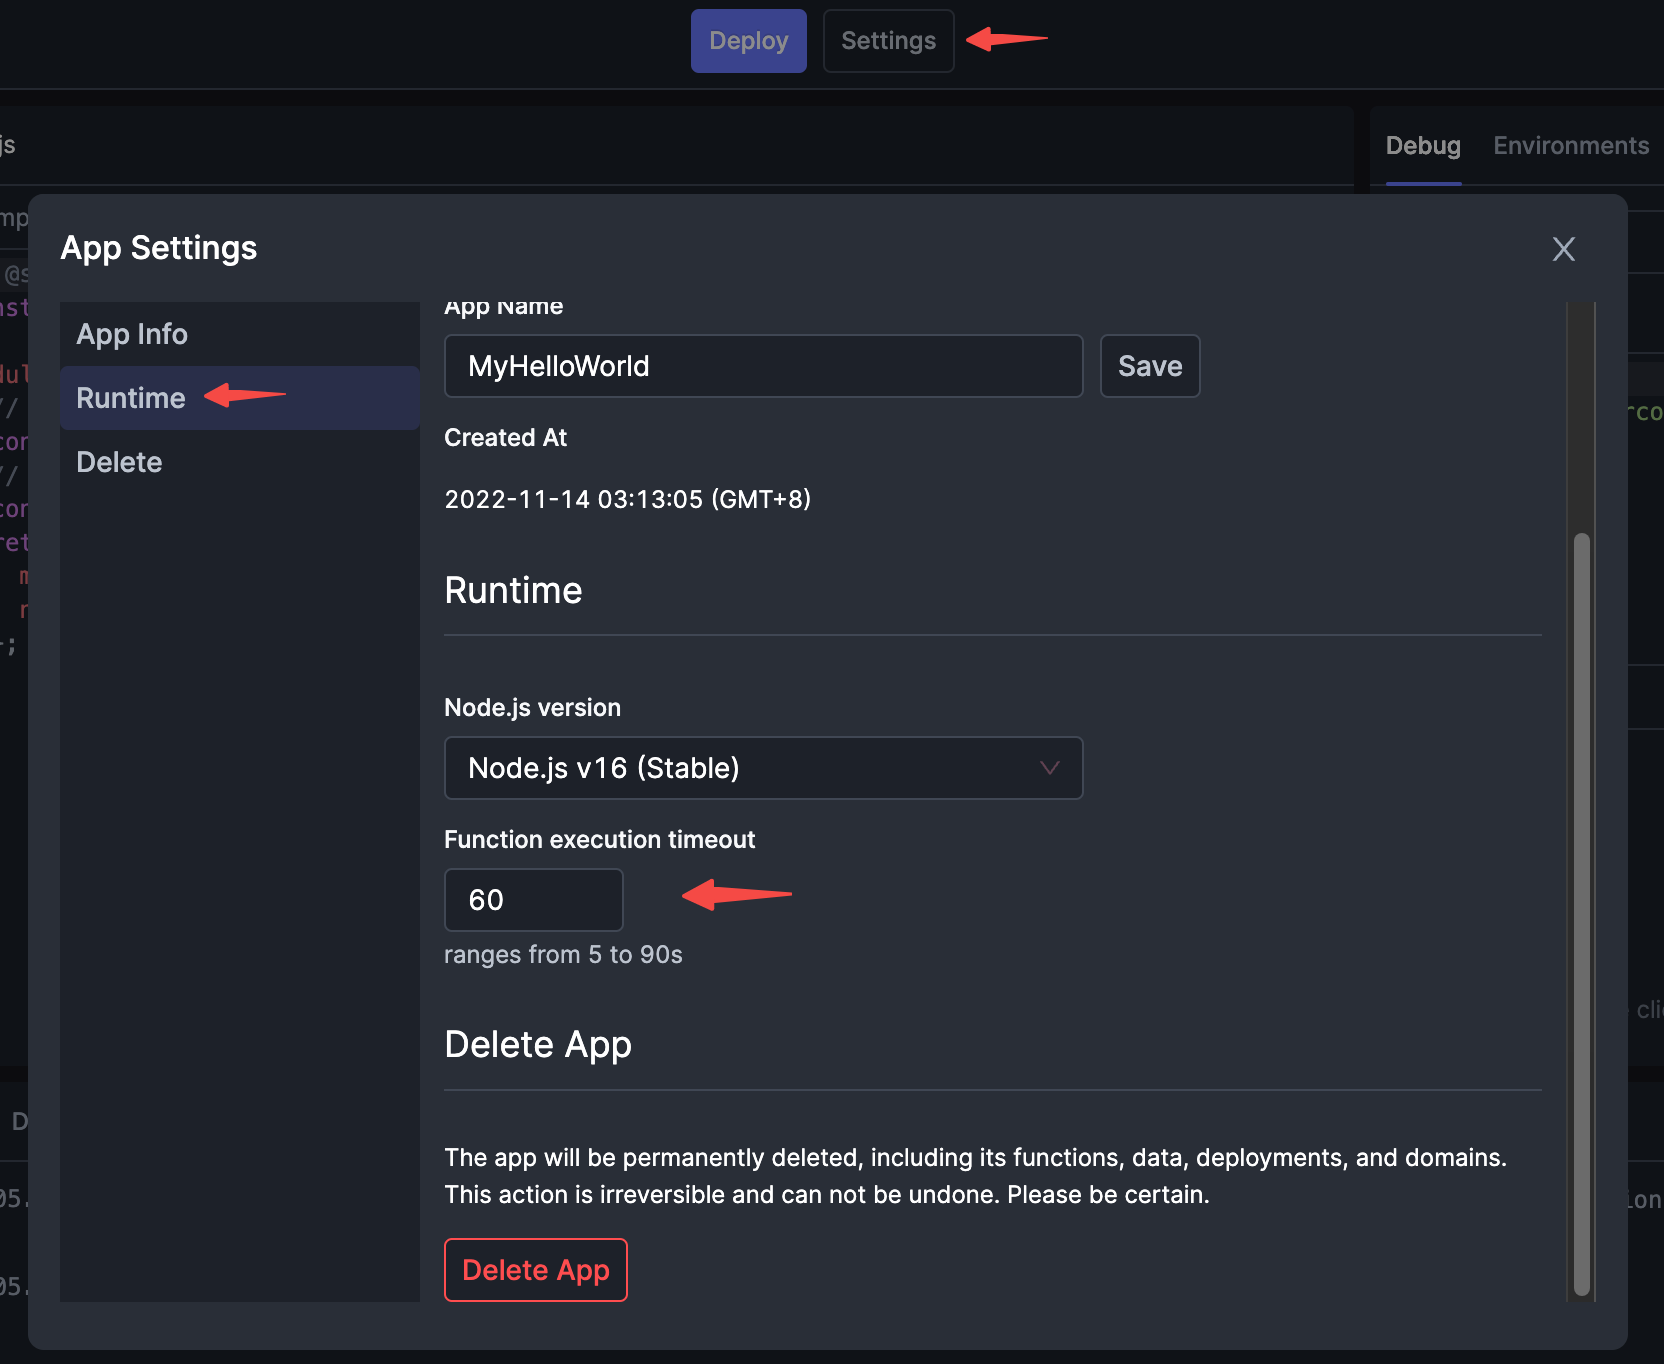 Deploy
Settings
js
Debug
Environments
App Settings
App Info
Runtime
Delete
App Name
MyHelloWorld
Save
Created At
2022-11-14 03:13:05 (GMT+8)
Runtime
Node.js version
Node.js v16 (Stable)
Function execution timeout
60
ranges from 5 to 90s
Delete App
The app will be permanently deleted, including its functions, data, deployments, and domains.
This action is irreversible and can not be undone. Please be certain.
Delete App